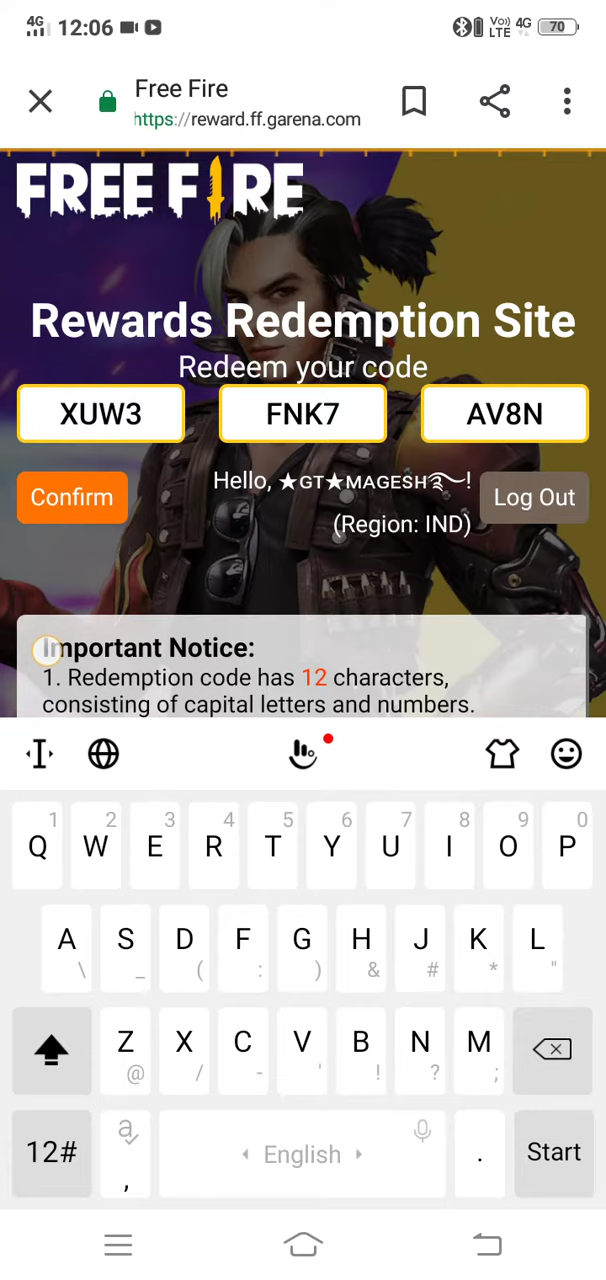 4G 12:06 Vo) LTE 4G 70
Free Fire
https://reward.ff.garena.com
FREE FIRE
Rewards Redemption Site
Redeem your code
XUW3 - FNK7 - AV8N
Confirm
Hello, ★GT★MAGESH࿐!
(Region: IND)
Log Out
Important Notice:
1. Redemption code has 12 characters,
consisting of capital letters and numbers.
1 2 3 4 5 6 7 8 9 0
Q W E R T Y U I O P
A S D F G H J K L
\ _ ( : ) & # * "
Z X C V B N M
@ / - ' ! ? ;
12# a , English . Start